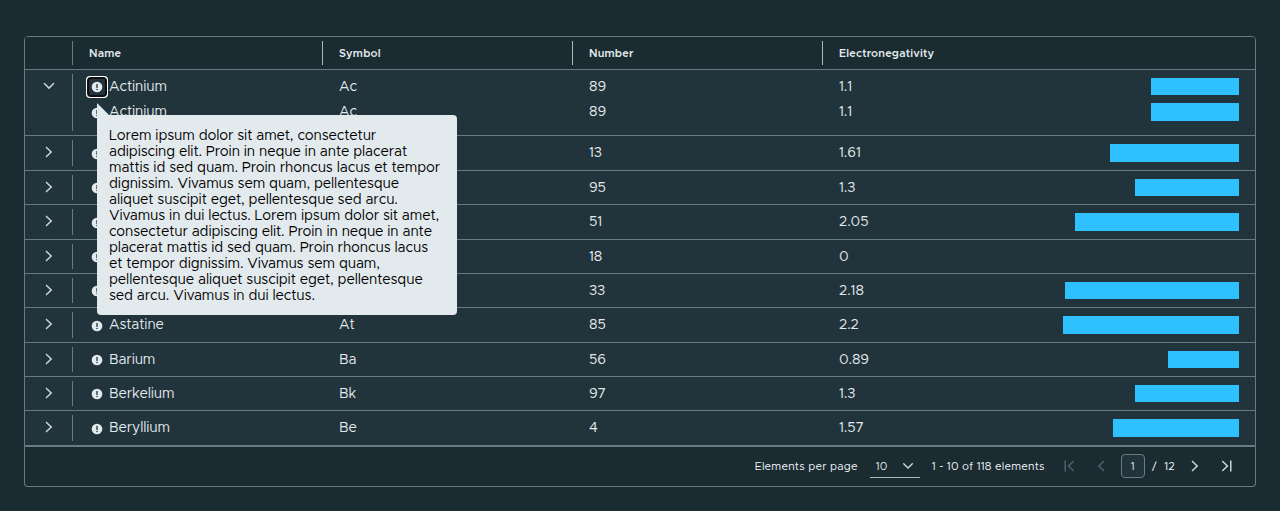 Name Symbol Number Electronegativity
Actinium Ac 89 1.1
Actinium Ac 89 1.1
Lorem ipsum dolor sit amet, consectetur
adipiscing elit. Proin in neque in ante placerat
mattis id sed quam. Proin rhoncus lacus et tempor
dignissim. Vivamus sem quam, pellentesque
aliquet suscipit eget, pellentesque sed arcu.
Vivamus in dui lectus. Lorem ipsum dolor sit amet,
consectetur adipiscing elit. Proin in neque in ante
placerat mattis id sed quam. Proin rhoncus lacus
et tempor dignissim. Vivamus sem quam,
pellentesque aliquet suscipit eget, pellentesque
sed arcu. Vivamus in dui lectus.
13 1.61
95 1.3
51 2.05
18 0
33 2.18
Astatine At 85 2.2
Barium Ba 56 0.89
Berkelium Bk 97 1.3
Beryllium Be 4 1.57
Elements per page 10 1 - 10 of 118 elements 1 / 12